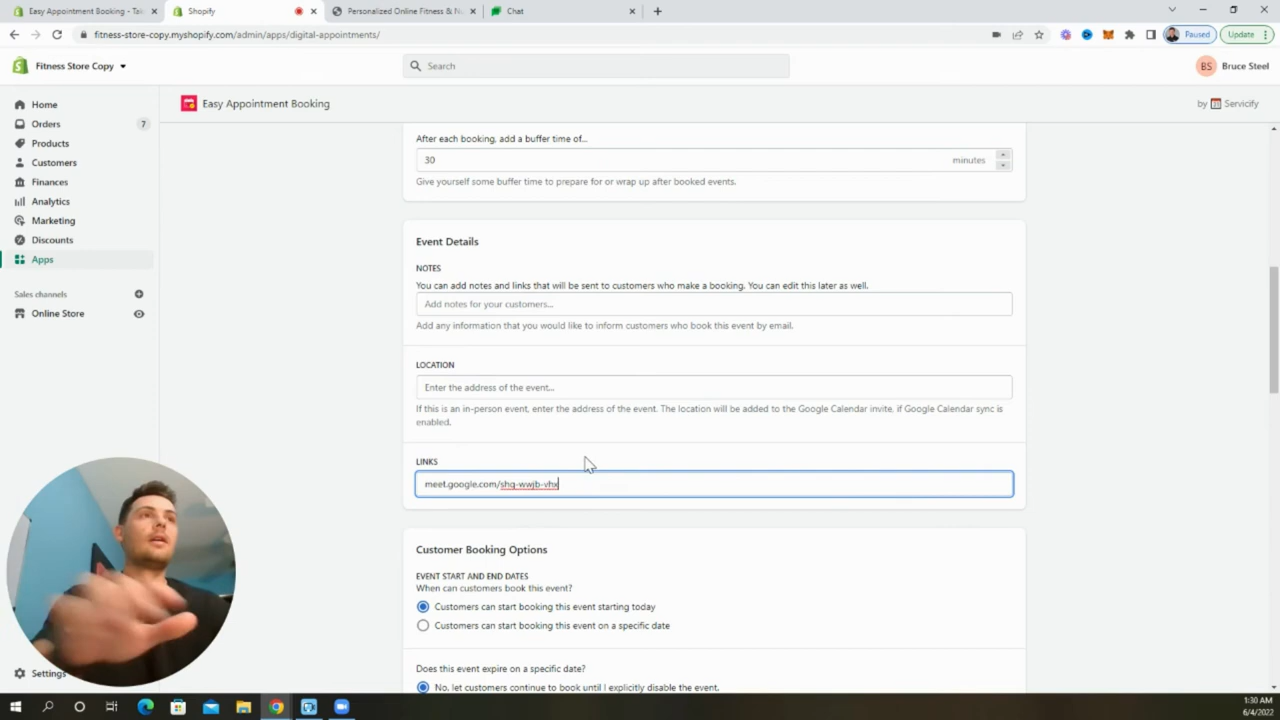 Easy Appointment Booking - Tak
Shopify
Personalized Online Fitness & N
Chat
fitness-store-copy.myshopify.com/admin/apps/digital-appointments/
Paused
Update
Fitness Store Copy
Search
BS
Bruce Steel
Home
Orders
7
Products
Customers
Finances
Analytics
Marketing
Discounts
Apps
Sales channels
Online Store
Settings
Easy Appointment Booking
by Servicify
After each booking, add a buffer time of...
30
minutes
Give yourself some buffer time to prepare for or wrap up after booked events.
Event Details
NOTES
You can add notes and links that will be sent to customers who make a booking. You can edit this later as well.
Add notes for your customers...
Add any information that you would like to inform customers who book this event by email.
LOCATION
Enter the address of the event...
If this is an in-person event, enter the address of the event. The location will be added to the Google Calendar invite, if Google Calendar sync is
enabled.
LINKS
meet.google.com/shq-wwjb-vhx
Customer Booking Options
EVENT START AND END DATES
When can customers book this event?
Customers can start booking this event starting today
Customers can start booking this event on a specific date
Does this event expire on a specific date?
No, let customers continue to book until I explicitly disable the event.
1:30 AM
6/4/2022